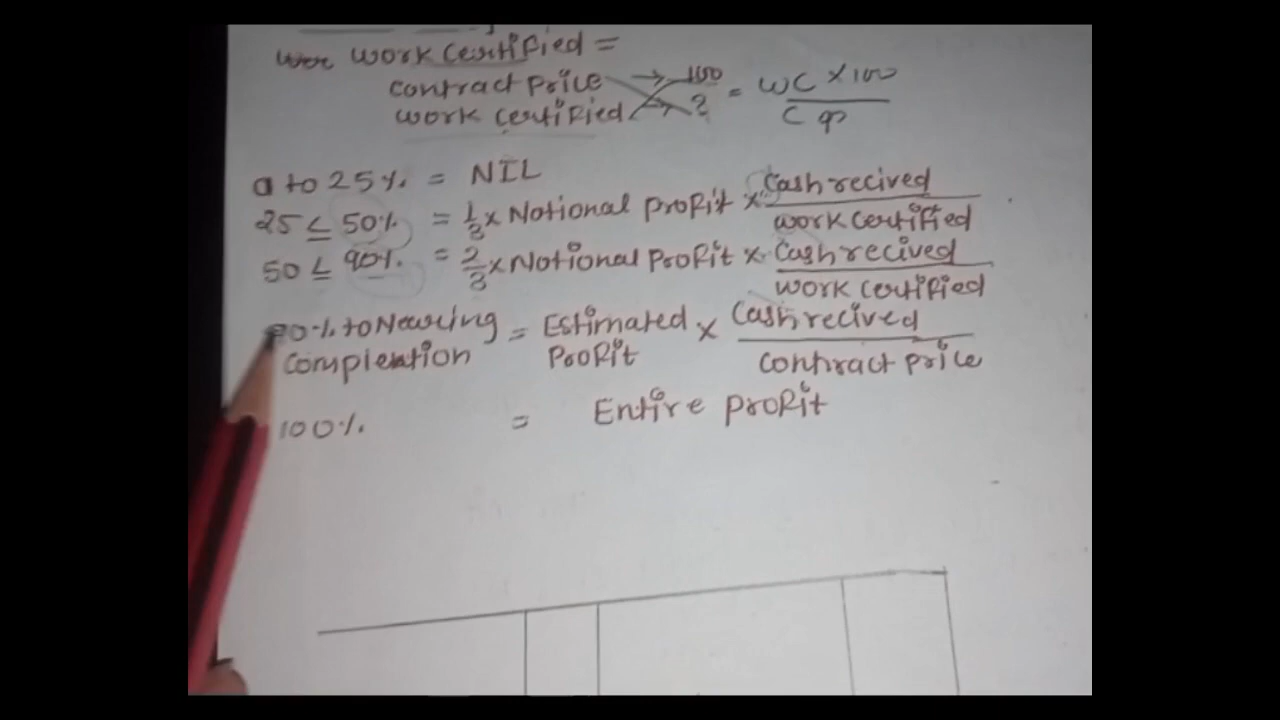 Work Certified =
contract price → 100
work certified → ? = WC × 100
CP
0 to 25% = NIL
25 ≤ 50% = 1/3 × Notional Profit × Cash recived
work certified
50 ≤ 90% = 2/3 × Notional Profit × Cash recived
work certified
90% to Nearing = Estimated × Cash recived
Complention Profit contract price
100% = Entire profit